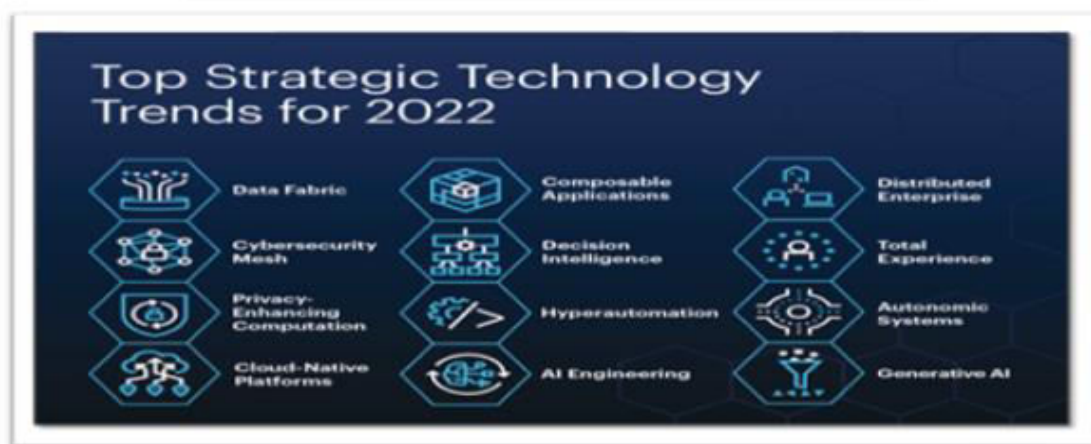 Top Strategic Technology
Trends for 2022
Data Fabric
Cybersecurity
Mesh
Privacy-
Enhancing
Computation
Cloud-Native
Platforms
Composable
Applications
Decision
Intelligence
Hyperautomation
AI Engineering
Distributed
Enterprise
Total
Experience
Autonomic
Systems
Generative AI